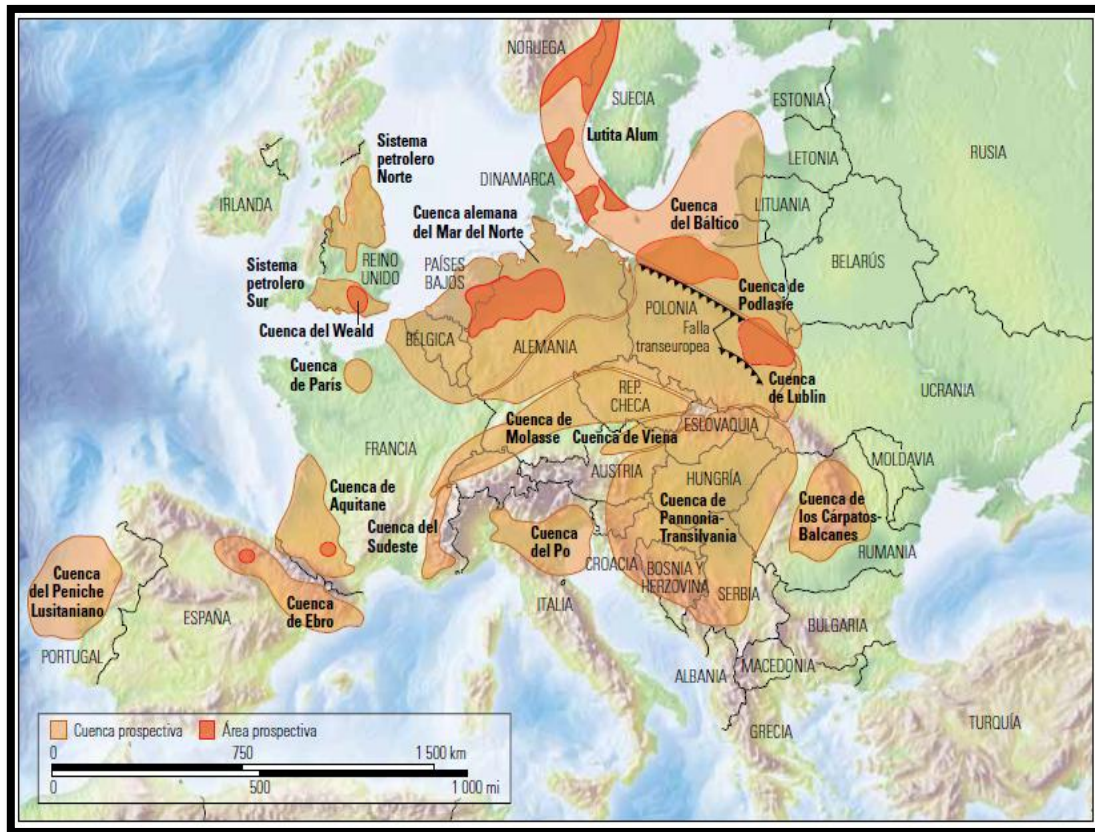 NORUEGA
SUECIA
ESTONIA
Lutita Alum
LETONIA
RUSIA
Sistema
petrolero
Norte
DINAMARCA
IRLANDA
LITUANIA
Cuenca
del Báltico
Cuenca alemana
del Mar del Norte
REINO
UNIDO
PAÍSES
BAJOS
BELARÚS
Sistema
petrolero
Sur
Cuenca de
Podlasie
POLONIA
Falla
transeuropea
Cuenca del Weald
BÉLGICA
ALEMANIA
Cuenca
de París
Cuenca
de Lublin
UCRANIA
REP.
CHECA
Cuenca de
Molasse
ESLOVAQUIA
Cuenca de Viena
FRANCIA
AUSTRIA
MOLDAVIA
HUNGRÍA
Cuenca de
Aquitane
Cuenca de
Pannonia-
Transilvania
Cuenca de
los Cárpatos-
Balcanes
Cuenca del
Sudeste
Cuenca
del Po
CROACIA
RUMANIA
BOSNIA Y
HERZOVINA
SERBIA
Cuenca
del Peniche
Lusitaniano
Cuenca
de Ebro
ESPAÑA
ITALIA
BULGARIA
PORTUGAL
ALBANIA
MACEDONIA
GRECIA
TURQUÍA
Cuenca prospectiva Área prospectiva
0 750 1 500 km
0 500 1 000 mi